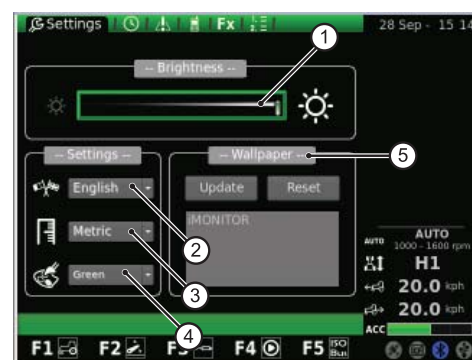 Settings Fx 28 Sep - 15 14
1
-- Brightness --
-- Settings --
-- Wallpaper --
5
English
Update
Reset
2
Metric
iMONITOR
3
Green
4
AUTO
AUTO
1000 - 1600 rpm
H1
20.0 kph
20.0 kph
ACC
F1 F2 F3 F4 F5 ISO Bus